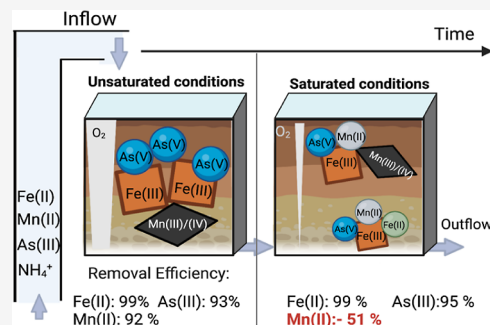 Inflow
Time
Unsaturated conditions
Saturated conditions
O₂
As(V)
As(V)
As(V)
Fe(III)
Fe(III)
Mn(III)/(IV)
O₂
As(V)
Mn(II)
Fe(III)
Mn(III)/(IV)
Mn(II)
As(V)
Fe(III)
Fe(II)
Outflow
Fe(II)
Mn(II)
As(III)
NH₄⁺
Removal Efficiency:
Fe(II): 99% As(III): 93%
Mn(II): 92 %
Fe(II): 99 % As(III):95 %
Mn(II):- 51 %